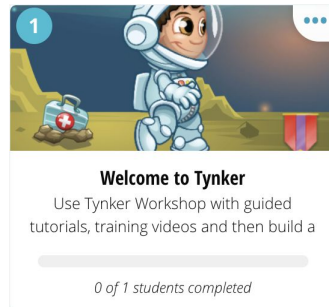 1
Welcome to Tynker
Use Tynker Workshop with guided
tutorials, training videos and then build a
0 of 1 students completed